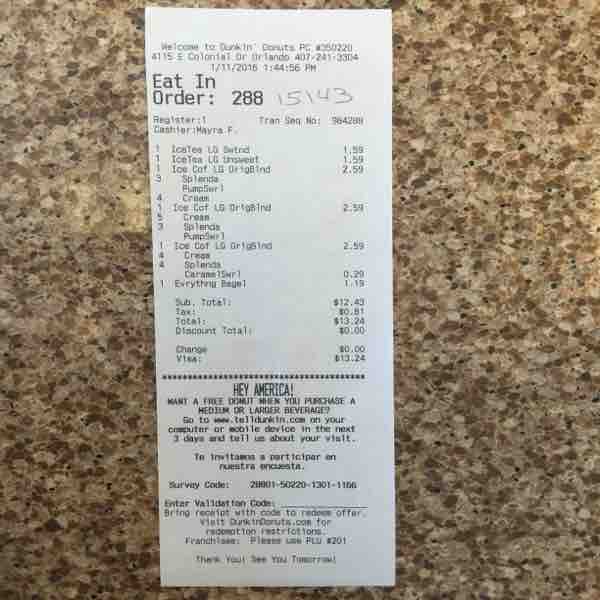 Welcome to Dunkin' Donuts PC #350220
4115 E Colonial Dr Orlando 407-241-3304
1/11/2016 1:44:56 PM
Eat In
Order: 288 15143
Register:1 Tran Seq No: 984288
Cashier:Mayra F.
1 IceTea LG Swtnd 1.59
1 IceTea LG Unsweet 1.59
1 Ice Cof LG OrigBlnd 2.59
3 Splenda
PumpSwrl
4 Cream
1 Ice Cof LG OrigBlnd 2.59
5 Cream
3 Splenda
PumpSwrl
1 Ice Cof LG OrigBlnd 2.59
4 Cream
4 Splenda
CaramelSwrl 0.29
1 Evrythng Bagel 1.19
Sub. Total: $12.43
Tax: $0.81
Total: $13.24
Discount Total: $0.00
Change $0.00
Visa: $13.24
****************************************
HEY AMERICA!
WANT A FREE DONUT WHEN YOU PURCHASE A
MEDIUM OR LARGER BEVERAGE?
Go to www.telldunkin.com on your
computer or mobile device in the next
3 days and tell us about your visit.
Te invitamos a participar en
nuestra encuesta.
Survey Code: 28801-50220-1301-1166
Enter Validation Code: ______________
Bring receipt with code to redeem offer.
Visit DunkinDonuts.com for
redemption restrictions.
Franchisee: Please use PLU #201
Thank You! See You Tomorrow!